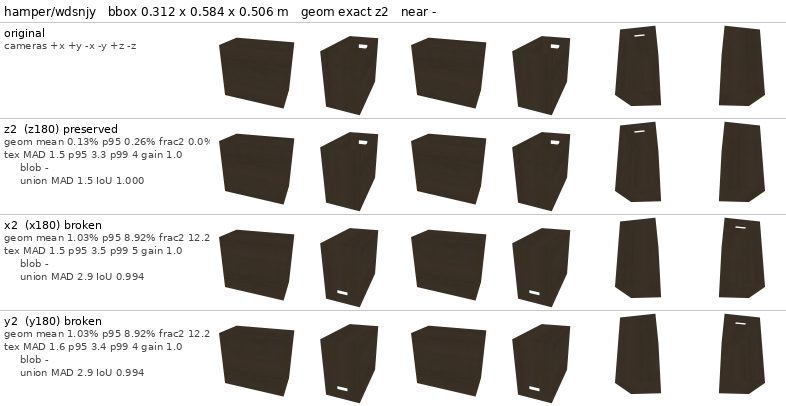 hamper/wdsnjy   bbox 0.312 x 0.584 x 0.506 m   geom exact z2   near -
original
cameras +x +y -x -y +z -z
z2  (z180) preserved
geom mean 0.13% p95 0.26% frac2 0.0%
tex MAD 1.5 p95 3.3 p99 4 gain 1.0
blob -
union MAD 1.5 IoU 1.000
x2  (x180) broken
geom mean 1.03% p95 8.92% frac2 12.2
tex MAD 1.5 p95 3.5 p99 5 gain 1.0
blob -
union MAD 2.9 IoU 0.994
y2  (y180) broken
geom mean 1.03% p95 8.92% frac2 12.2
tex MAD 1.6 p95 3.4 p99 4 gain 1.0
blob -
union MAD 2.9 IoU 0.994